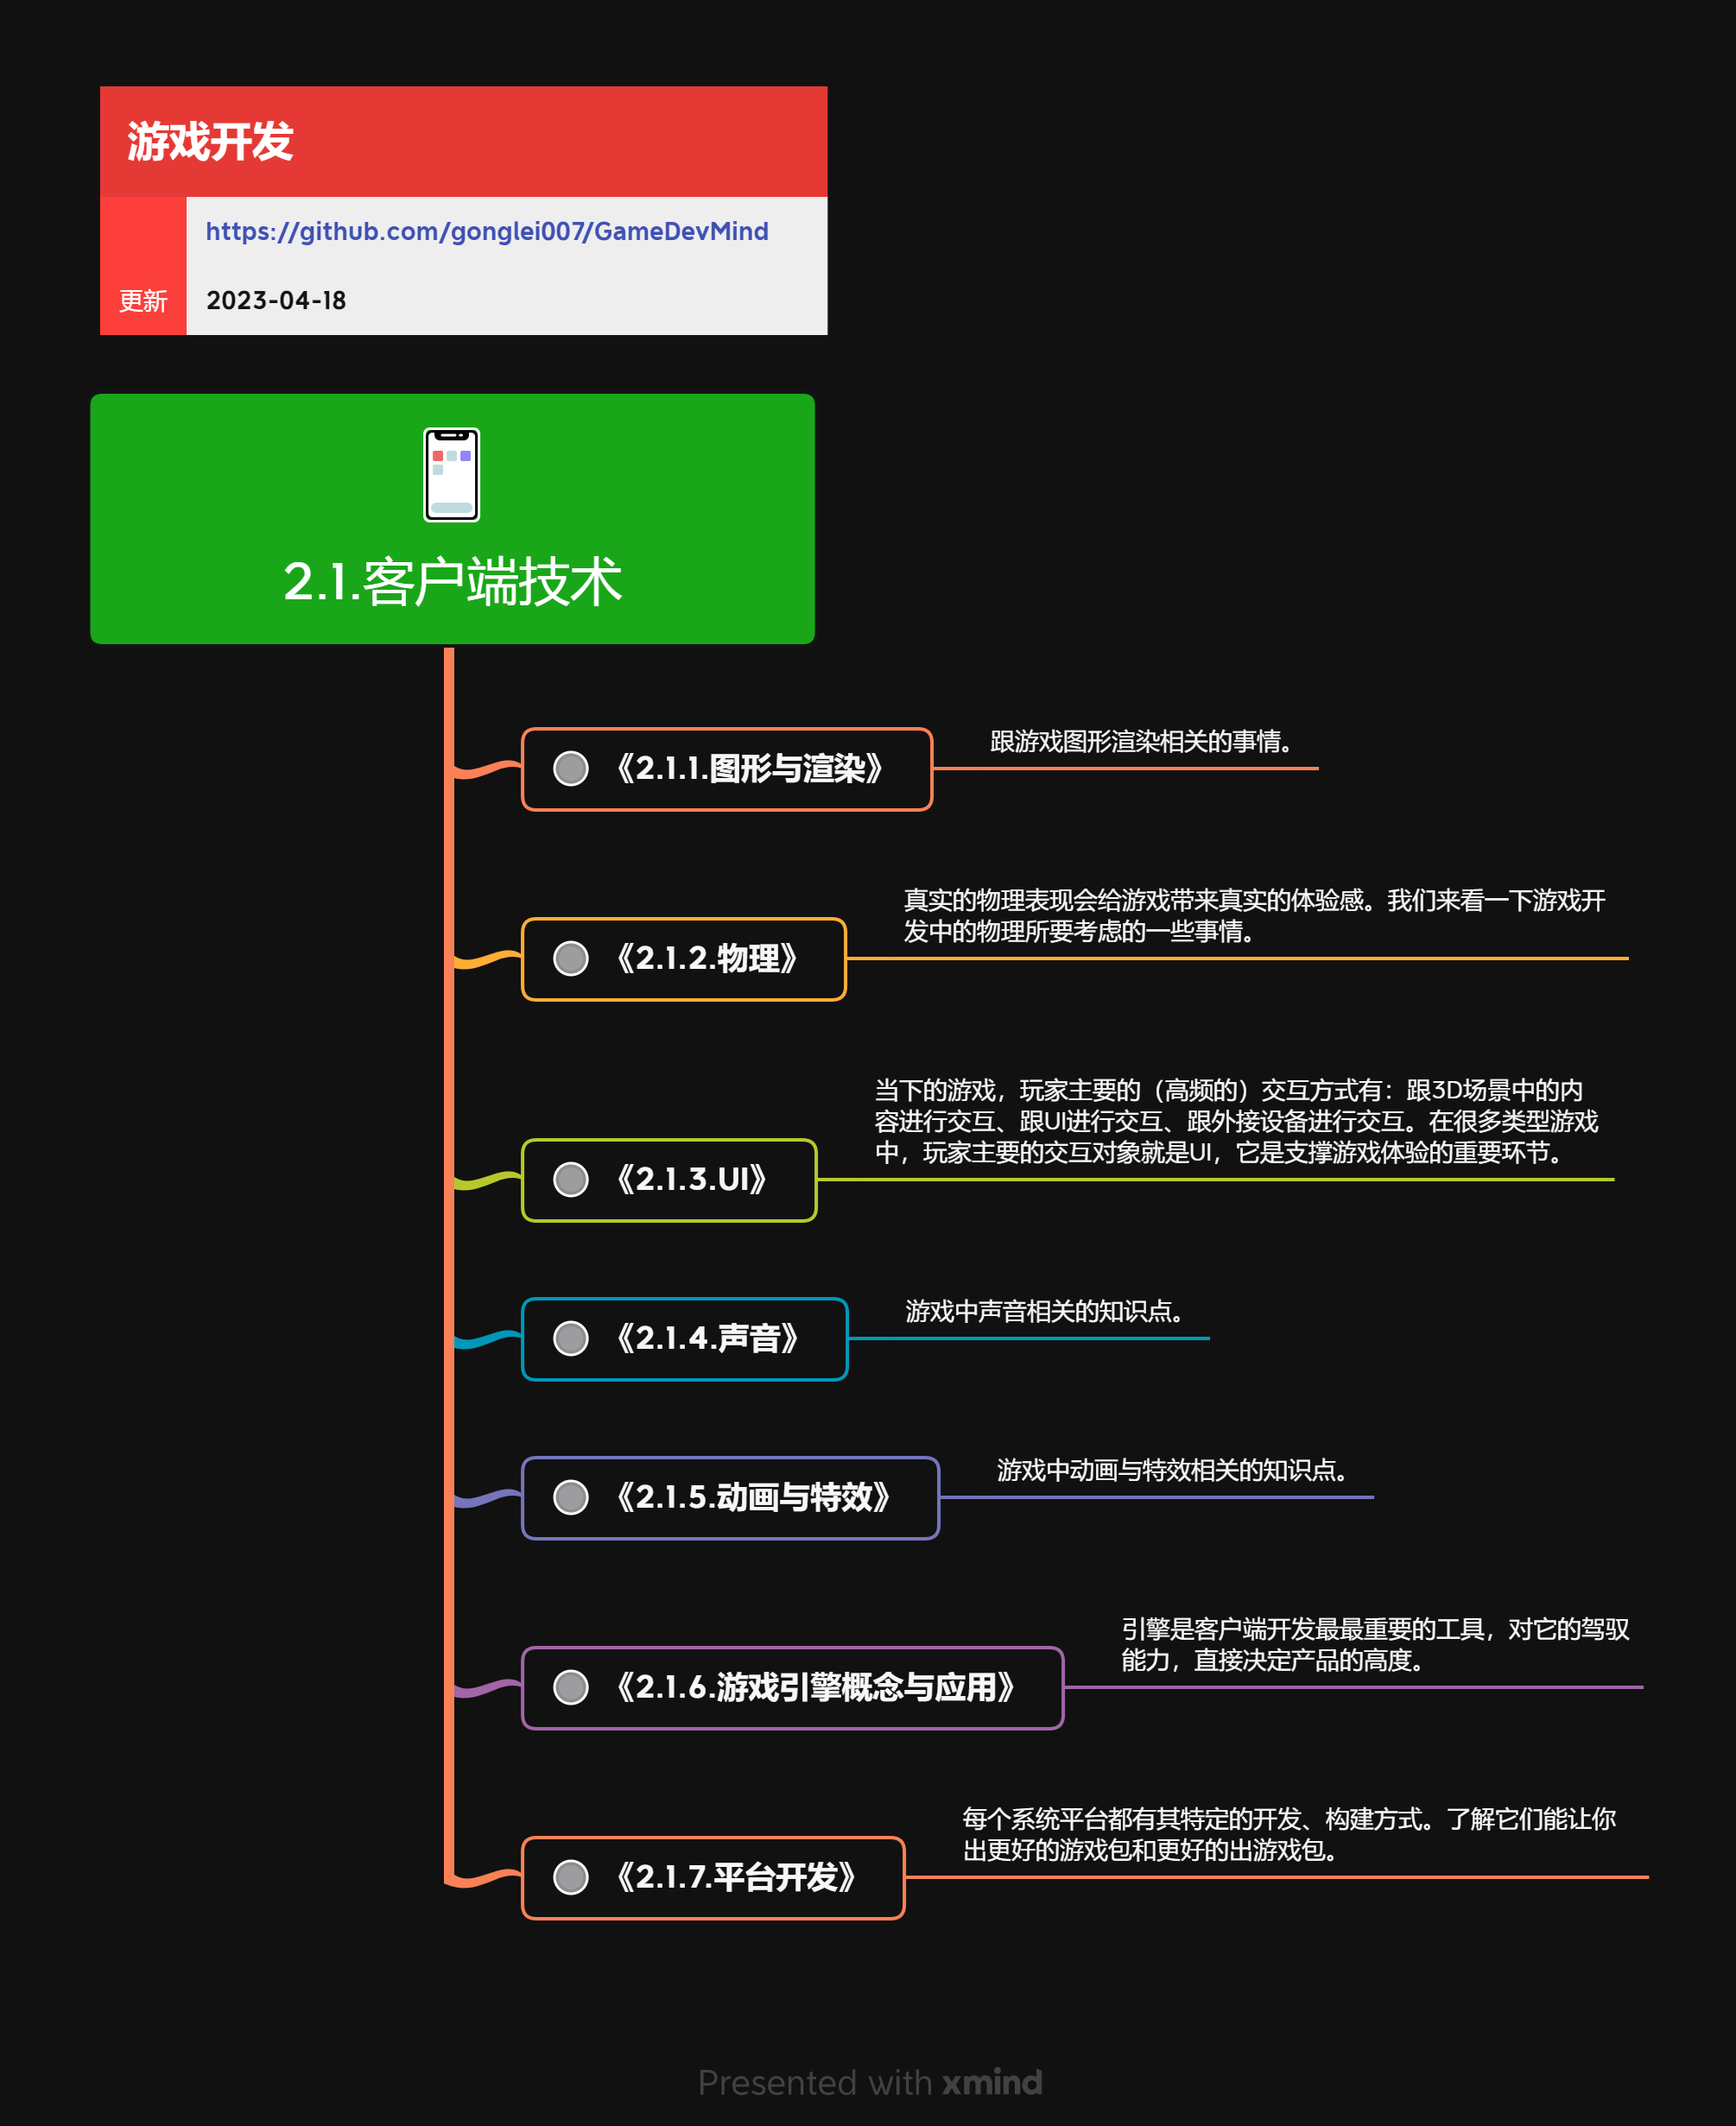 游戏开发
https://github.com/gonglei007/GameDevMind
更新 2023-04-18
2.1.客户端技术
《2.1.1.图形与渲染》
跟游戏图形渲染相关的事情。
《2.1.2.物理》
真实的物理表现会给游戏带来真实的体验感。我们来看一下游戏开
发中的物理所要考虑的一些事情。
《2.1.3.UI》
当下的游戏，玩家主要的（高频的）交互方式有：跟3D场景中的内
容进行交互、跟UI进行交互、跟外接设备进行交互。在很多类型游戏
中，玩家主要的交互对象就是UI，它是支撑游戏体验的重要环节。
《2.1.4.声音》
游戏中声音相关的知识点。
《2.1.5.动画与特效》
游戏中动画与特效相关的知识点。
《2.1.6.游戏引擎概念与应用》
引擎是客户端开发最最重要的工具，对它的驾驭
能力，直接决定产品的高度。
《2.1.7.平台开发》
每个系统平台都有其特定的开发、构建方式。了解它们能让你
出更好的游戏包和更好的出游戏包。
Presented with xmind